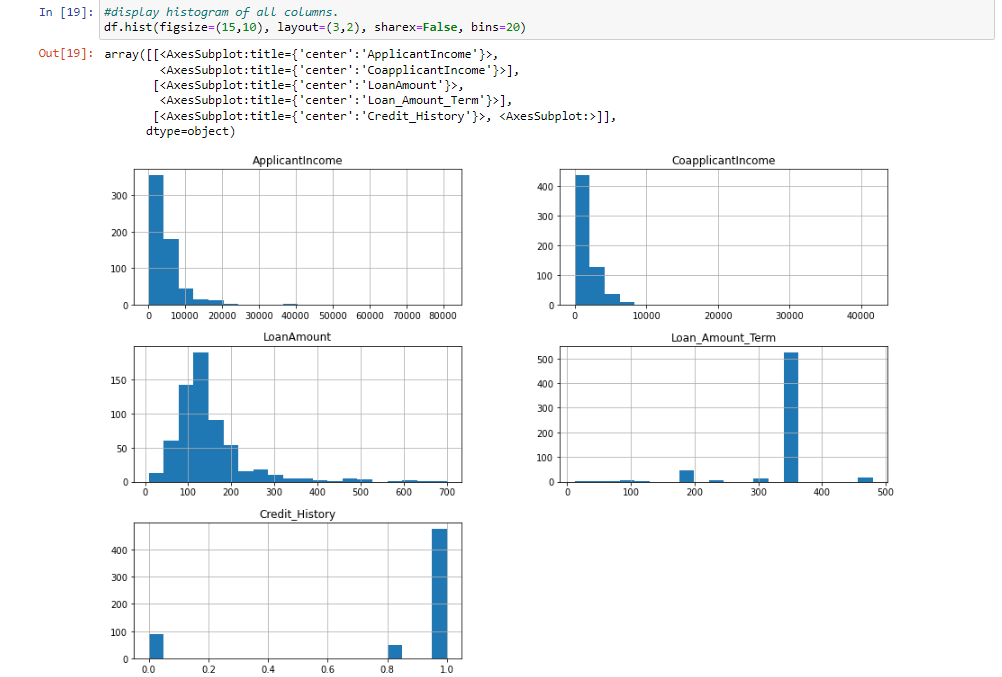 In [19]: #display histogram of all columns.
df.hist(figsize=(15,10), layout=(3,2), sharex=False, bins=20)
Out[19]: array([[<AxesSubplot:title={'center':'ApplicantIncome'}>,
<AxesSubplot:title={'center':'CoapplicantIncome'}>],
[<AxesSubplot:title={'center':'LoanAmount'}>,
<AxesSubplot:title={'center':'Loan_Amount_Term'}>],
[<AxesSubplot:title={'center':'Credit_History'}>, <AxesSubplot:>]],
dtype=object)
ApplicantIncome
300
200
100
0
0 10000 20000 30000 40000 50000 60000 70000 80000
CoapplicantIncome
400
300
200
100
0
0 10000 20000 30000 40000
LoanAmount
150
100
50
0
0 100 200 300 400 500 600 700
Loan_Amount_Term
500
400
300
200
100
0
0 100 200 300 400 500
Credit_History
400
300
200
100
0
0.0 0.2 0.4 0.6 0.8 1.0